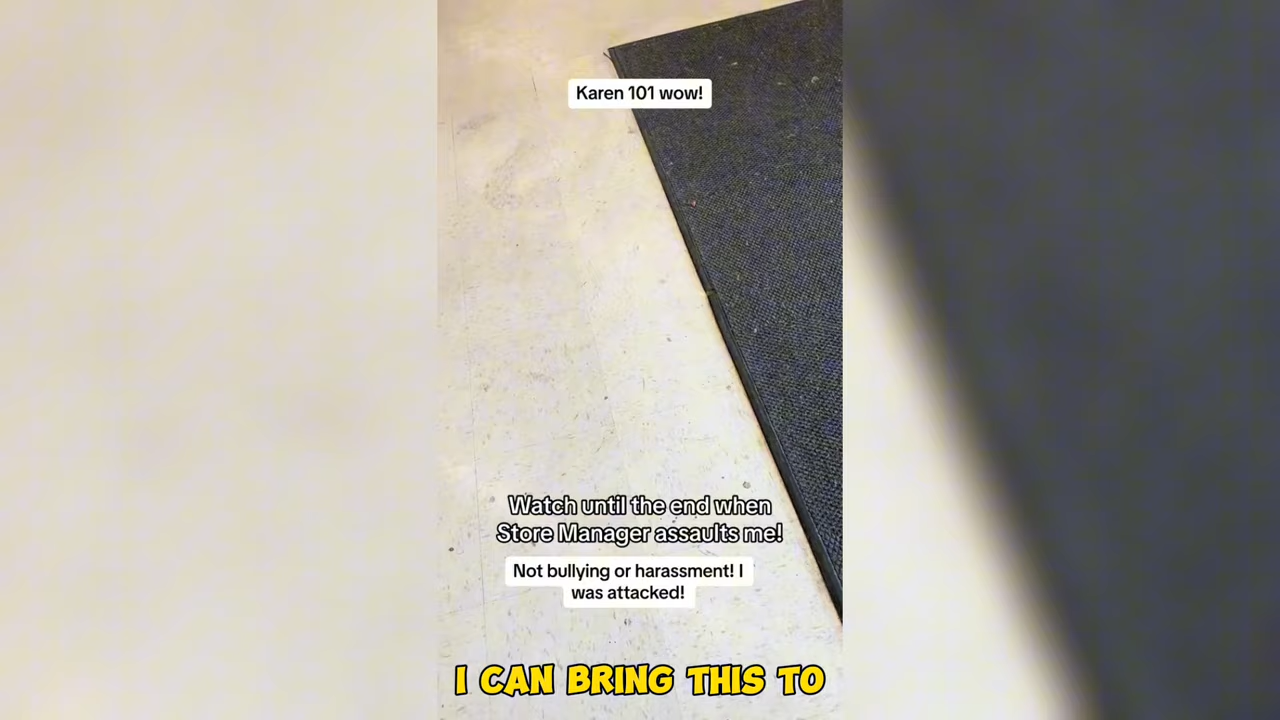 Karen 101 wow!
Watch until the end when
Store Manager assaults me!
Not bullying or harassment! I
was attacked!
I CAN BRING THIS TO